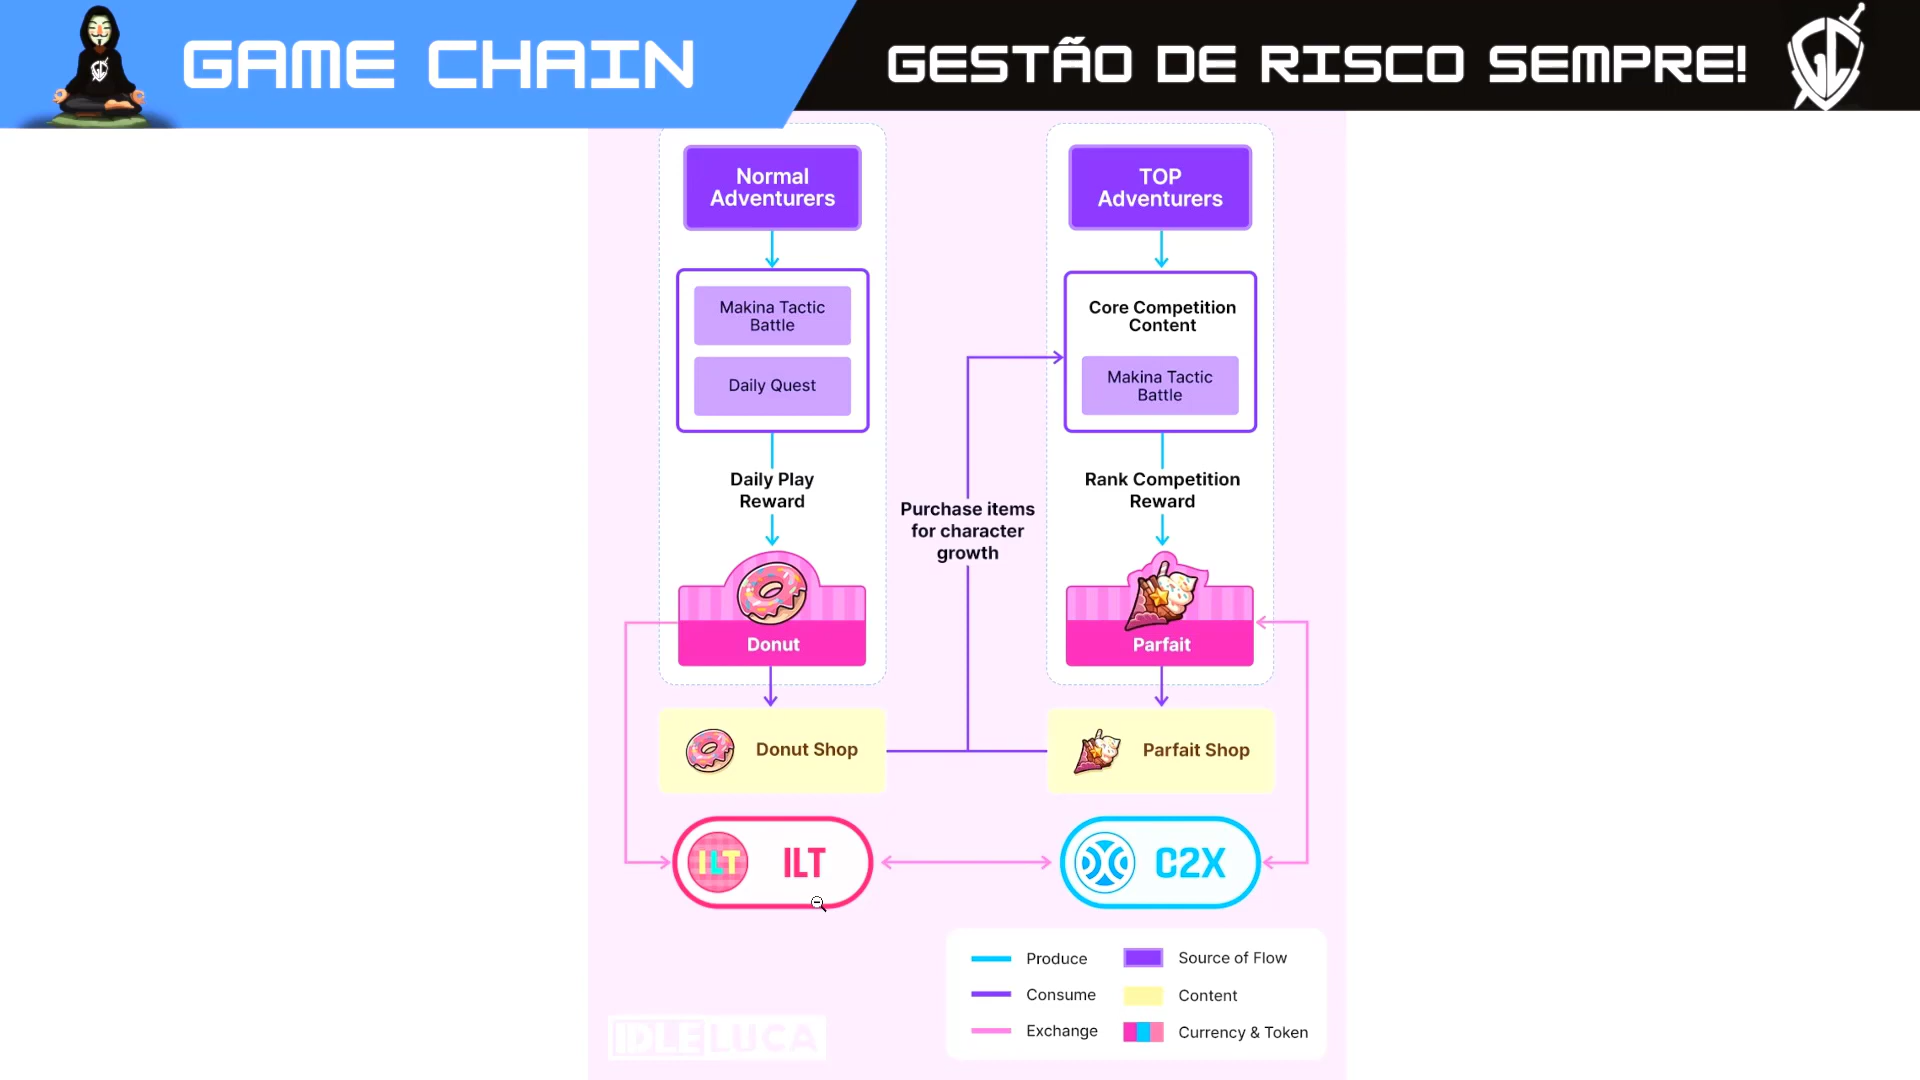 GAME CHAIN
GESTÃO DE RISCO SEMPRE!
Normal
Adventurers
Makina Tactic
Battle
Daily Quest
Daily Play
Reward
Donut
Donut Shop
ILT
ILT
Purchase items
for character
growth
TOP
Adventurers
Core Competition
Content
Makina Tactic
Battle
Rank Competition
Reward
Parfait
Parfait Shop
C2X
Produce
Consume
Exchange
Source of Flow
Content
Currency & Token
IDLE LUCA